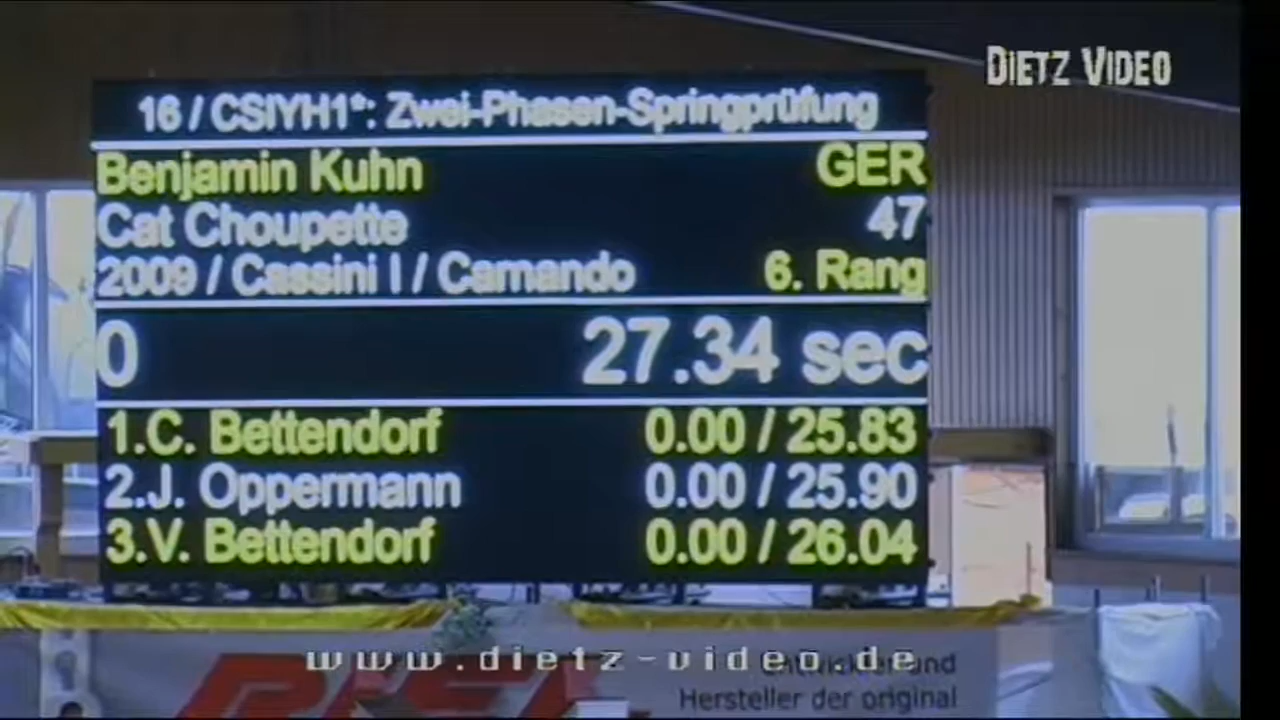 DIETZ VIDEO
16 / CSIYH1*: Zwei-Phasen-Springprüfung
Benjamin Kuhn GER
Cat Choupette 47
2009 / Cassini I / Camando 6. Rang
0 27.34 sec
1.C. Bettendorf 0.00 / 25.83
2.J. Oppermann 0.00 / 25.90
3.V. Bettendorf 0.00 / 26.04
www.dietz-video.de
Entwickler und
Hersteller der original